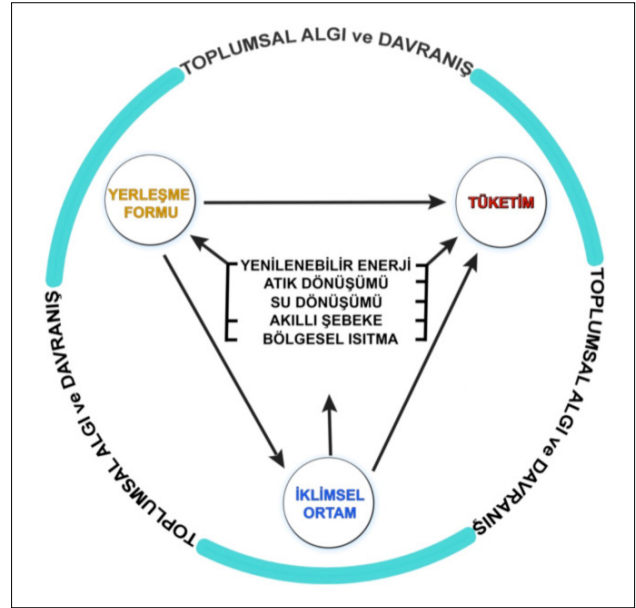 TOPLUMSAL ALGI ve DAVRANIŞ
YERLEŞME
FORMU
TÜKETİM
YENİLENEBİLİR ENERJİ
ATIK DÖNÜŞÜMÜ
SU DÖNÜŞÜMÜ
AKILLI ŞEBEKE
BÖLGESEL ISITMA
TOPLUMSAL ALGI ve DAVRANIŞ
TOPLUMSAL ALGI ve DAVRANIŞ
İKLİMSEL
ORTAM